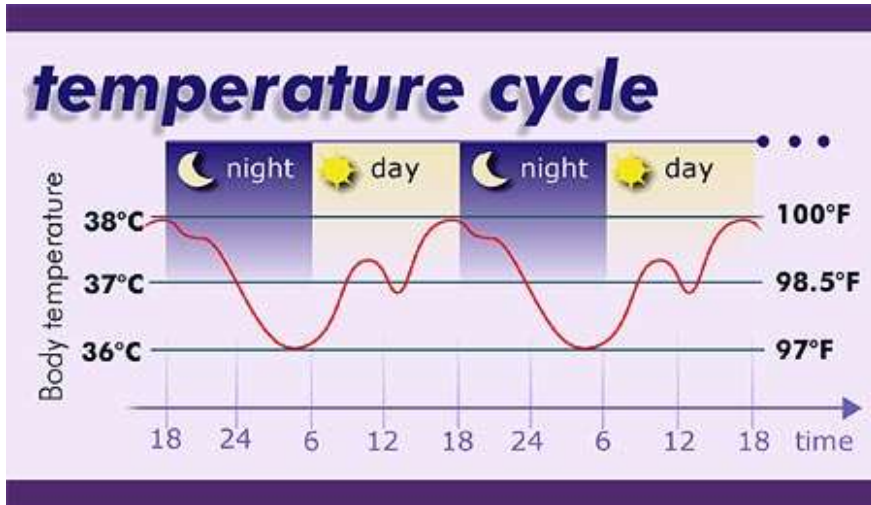 temperature cycle
night day night day
Body temperature
38°C 100°F
37°C 98.5°F
36°C 97°F
18 24 6 12 18 24 6 12 18 time